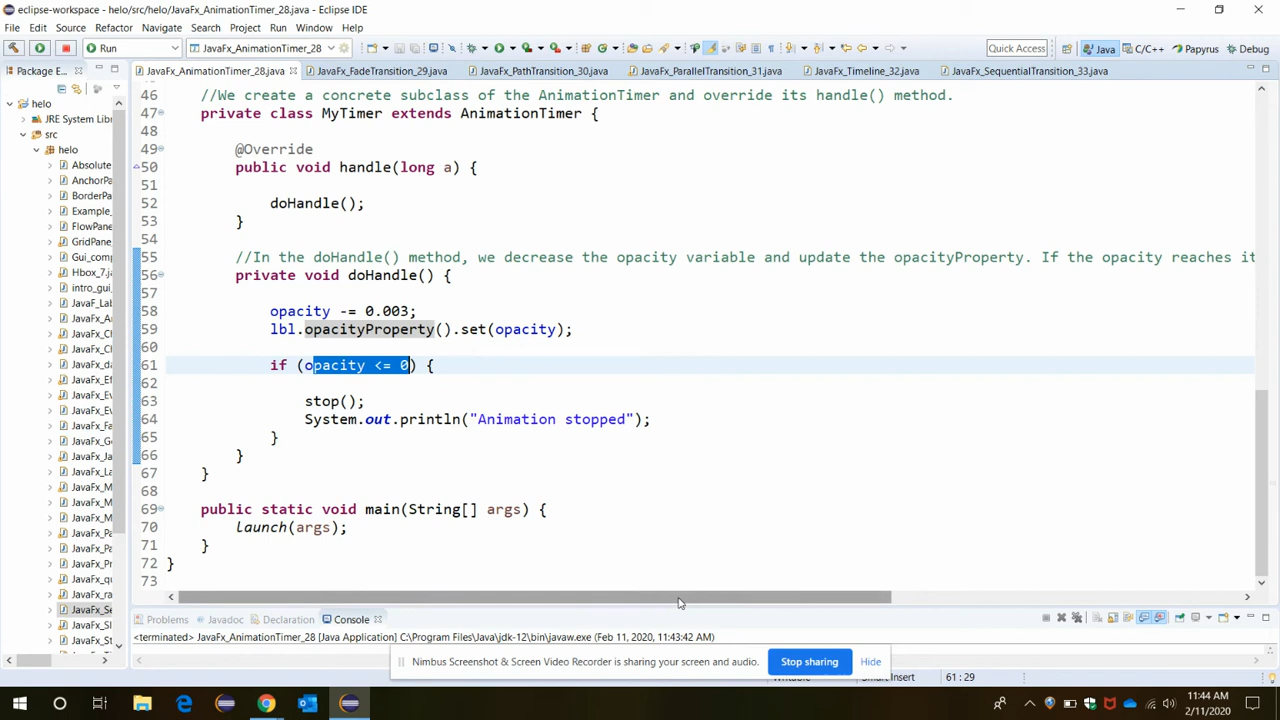 eclipse-workspace - helo/src/helo/JavaFx_AnimationTimer_28.java - Eclipse IDE
File Edit Source Refactor Navigate Search Project Run Window Help
Run JavaFx_AnimationTimer_28 Quick Access Java C/C++ Papyrus Debug
Package E... JavaFx_AnimationTimer_28.java JavaFx_FadeTransition_29.java JavaFx_PathTransition_30.java JavaFx_ParallelTransition_31.java JavaFx_Timeline_32.java JavaFx_SequentialTransition_33.java
helo
JRE System Libr
src
helo
Absolute
AnchorPa
BorderPa
Example_
FlowPane
GridPane_
Gui_comp
Hbox_7.ja
intro_gui_
JavaF_Lab
JavaFx_Ar
JavaFx_Ch
JavaFx_Ch
JavaFx_da
JavaFx_Ef
JavaFx_Ev
JavaFx_Ev
JavaFx_Fa
JavaFx_Ge
JavaFx_Ja
JavaFx_La
JavaFx_M
JavaFx_M
JavaFx_M
JavaFx_Pa
JavaFx_Pr
JavaFx_qu
JavaFx_ra
JavaFx_Se
JavaFx_Sl
JavaFx_St
46 //We create a concrete subclass of the AnimationTimer and override its handle() method.
47 private class MyTimer extends AnimationTimer {
48
49 @Override
50 public void handle(long a) {
51
52 doHandle();
53 }
54
55 //In the doHandle() method, we decrease the opacity variable and update the opacityProperty. If the opacity reaches it
56 private void doHandle() {
57
58 opacity -= 0.003;
59 lbl.opacityProperty().set(opacity);
60
61 if (opacity <= 0) {
62
63 stop();
64 System.out.println("Animation stopped");
65 }
66 }
67 }
68
69 public static void main(String[] args) {
70 launch(args);
71 }
72 }
73
Problems Javadoc Declaration Console
<terminated> JavaFx_AnimationTimer_28 [Java Application] C:\Program Files\Java\jdk-12\bin\javaw.exe (Feb 11, 2020, 11:43:42 AM)
Nimbus Screenshot & Screen Video Recorder is sharing your screen and audio. Stop sharing Hide
Smart Insert 61 : 29
11:44 AM
2/11/2020